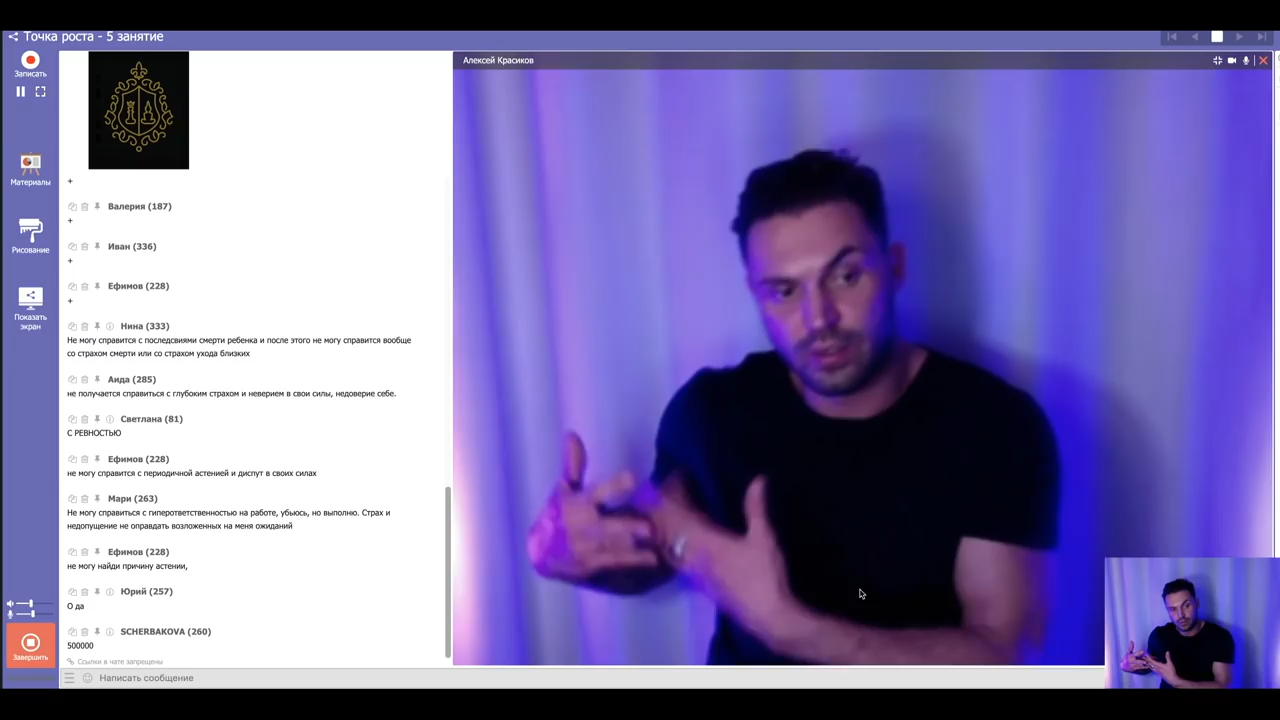 Точка роста - 5 занятие
Записать
Материалы
Рисование
Показать
экран
Завершить
+
Валерия (187)
+
Иван (336)
+
Ефимов (228)
+
Нина (333)
Не могу справится с последсвиями смерти ребенка и после этого не могу справится вообще
со страхом смерти или со страхом ухода близких
Аида (285)
не получается справиться с глубоким страхом и неверием в свои силы, недоверие себе.
Светлана (81)
С РЕВНОСТЬЮ
Ефимов (228)
не могу справится с периодичной астенией и диспут в своих силах
Мари (263)
Не могу справиться с гиперответственностью на работе, убьюсь, но выполню. Страх и
недопущение не оправдать возложенных на меня ожиданий
Ефимов (228)
не могу найди причину астении,
Юрий (257)
О да
SCHERBAKOVA (260)
500000
Ссылки в чате запрещены
Написать сообщение
Алексей Красиков